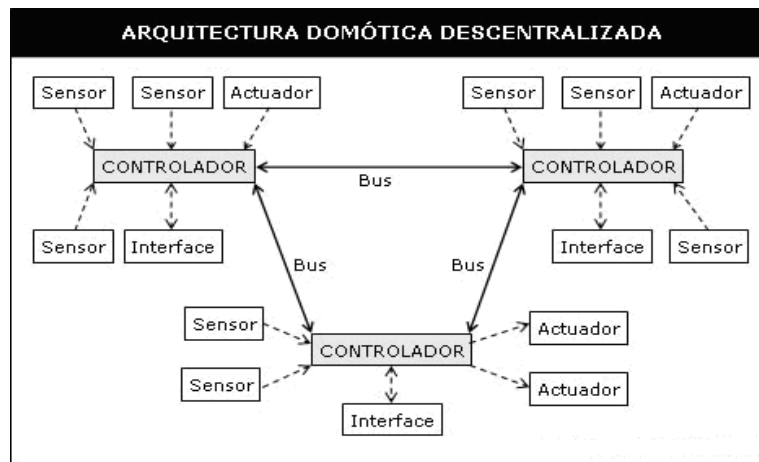 ARQUITECTURA DOMÓTICA DESCENTRALIZADA
Sensor
Sensor
Actuador
Sensor
Sensor
Actuador
CONTROLADOR
CONTROLADOR
Bus
Sensor
Interface
Interface
Sensor
Bus
Bus
Sensor
Actuador
CONTROLADOR
Sensor
Actuador
Interface